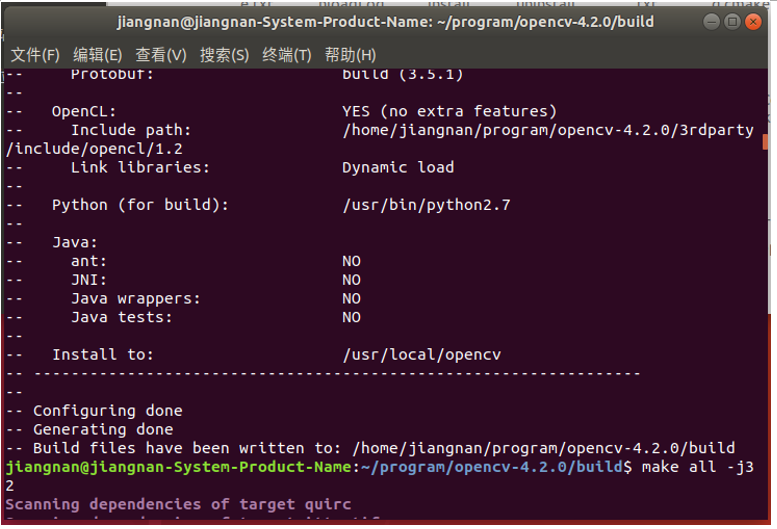 jiangnan@jiangnan-System-Product-Name: ~/program/opencv-4.2.0/build
文件(F) 编辑(E) 查看(V) 搜索(S) 终端(T) 帮助(H)
--     Protobuf:                    build (3.5.1)
--
--   OpenCL:                        YES (no extra features)
--     Include path:                /home/jiangnan/program/opencv-4.2.0/3rdparty
/include/opencl/1.2
--     Link libraries:              Dynamic load
--
--   Python (for build):            /usr/bin/python2.7
--
--   Java:
--     ant:                         NO
--     JNI:                         NO
--     Java wrappers:               NO
--     Java tests:                  NO
--
--   Install to:                    /usr/local/opencv
-- -----------------------------------------------------------------
--
-- Configuring done
-- Generating done
-- Build files have been written to: /home/jiangnan/program/opencv-4.2.0/build
jiangnan@jiangnan-System-Product-Name:~/program/opencv-4.2.0/build$ make all -j3
2
Scanning dependencies of target quirc